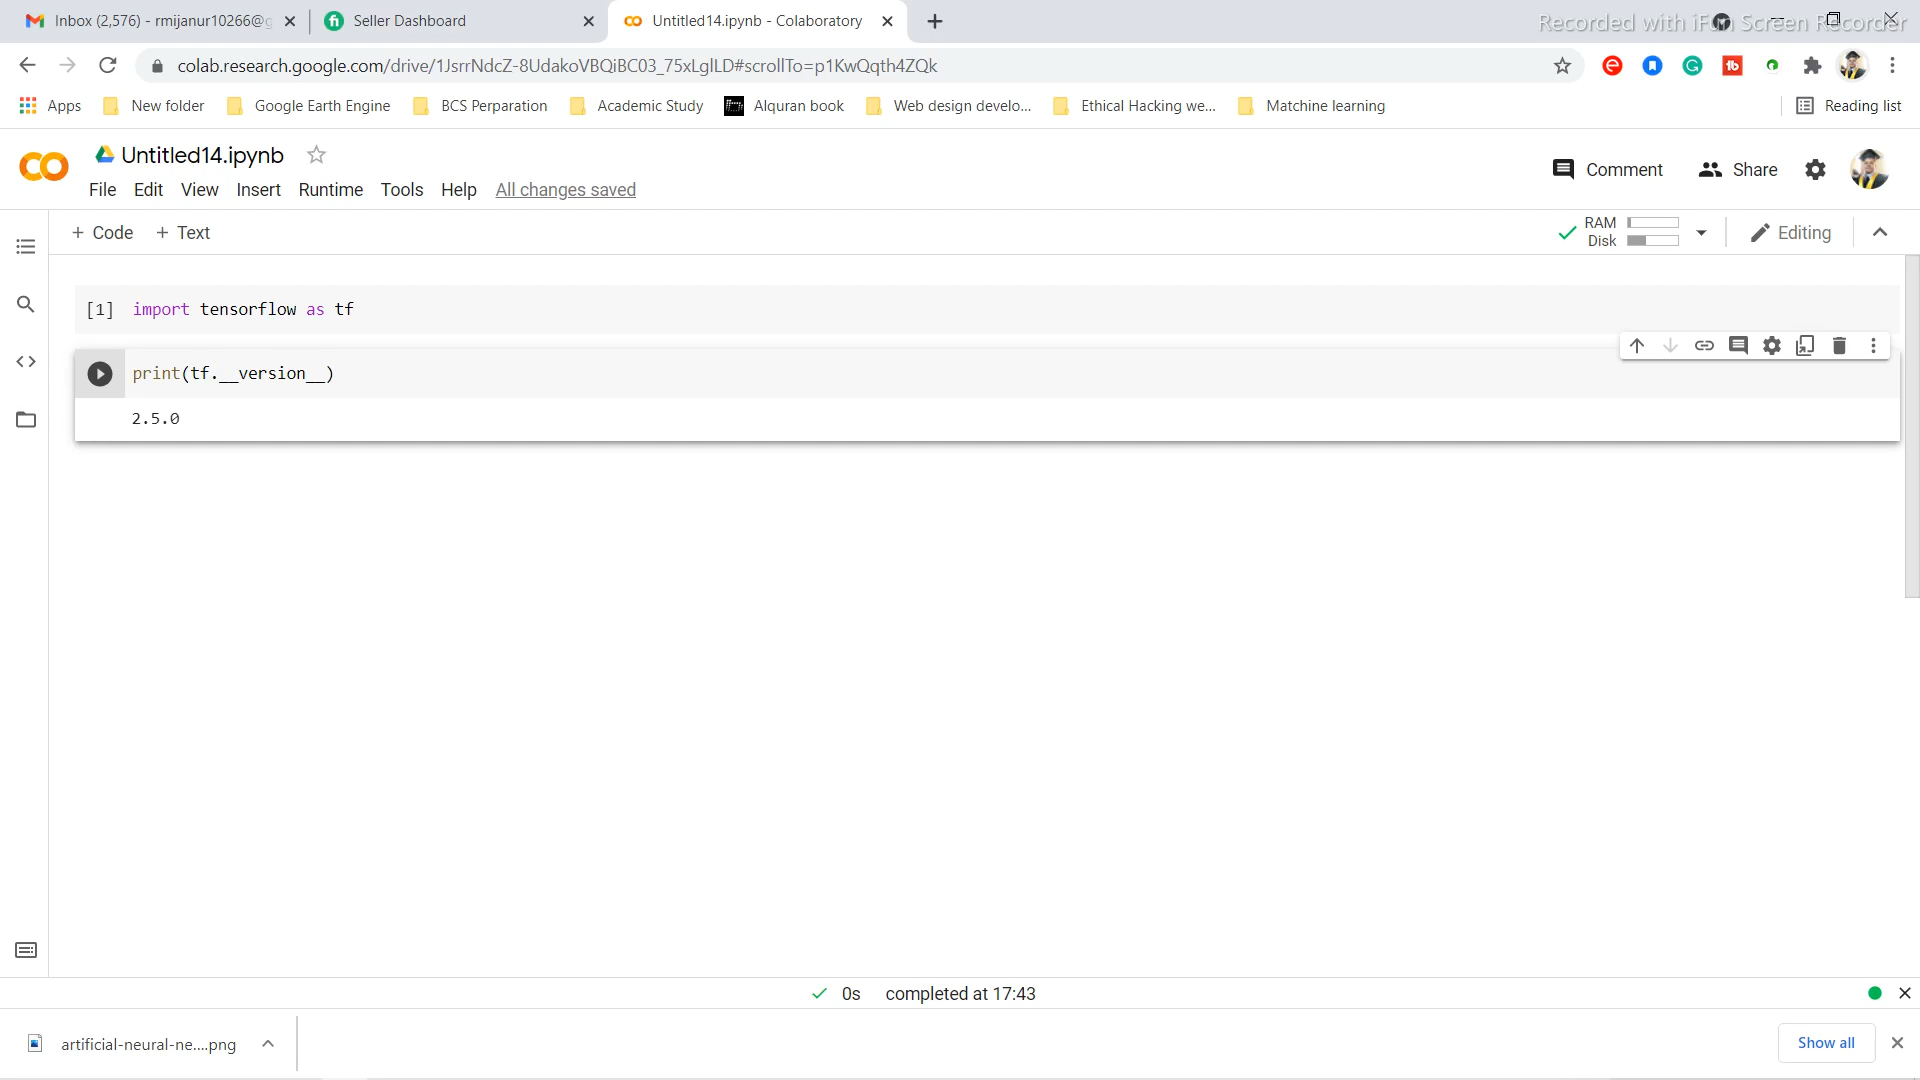 Inbox (2,576) - rmijanur10266@g
Seller Dashboard
Untitled14.ipynb - Colaboratory
Recorded with iFun Screen Recorder
colab.research.google.com/drive/1JsrrNdcZ-8UdakoVBQiBC03_75xLglLD#scrollTo=p1KwQqth4ZQk
Apps
New folder
Google Earth Engine
BCS Perparation
Academic Study
Alquran book
Web design develo...
Ethical Hacking we...
Matchine learning
Reading list
Untitled14.ipynb
Comment
Share
File Edit View Insert Runtime Tools Help All changes saved
+ Code + Text
RAM
Disk
Editing
[1] import tensorflow as tf
print(tf.__version__)
2.5.0
0s completed at 17:43
artificial-neural-ne....png
Show all